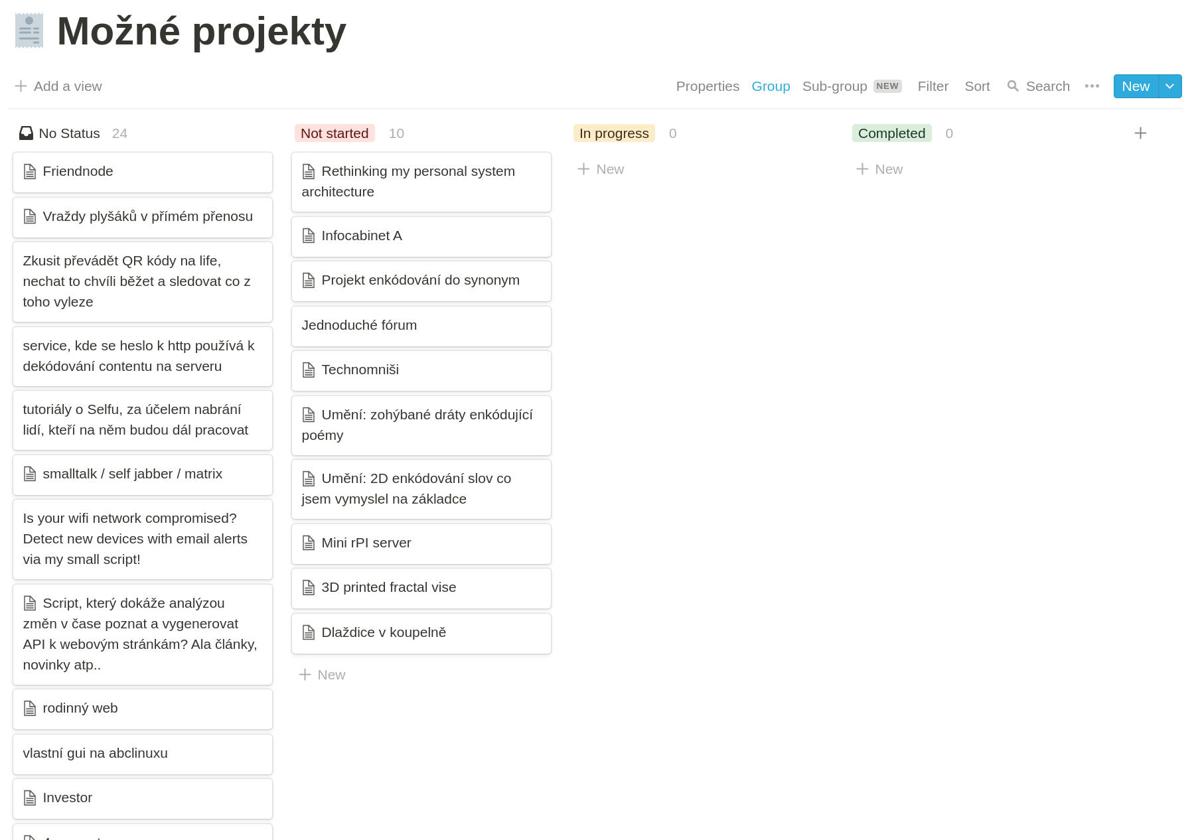 Možné projekty
Add a view
Properties Group Sub-group NEW Filter Sort Search New
No Status 24
Friendnode
Vraždy plyšáků v přímém přenosu
Zkusit převádět QR kódy na life,
nechat to chvíli běžet a sledovat co z
toho vyleze
service, kde se heslo k http používá k
dekódování contentu na serveru
tutoriály o Selfu, za účelem nabrání
lidí, kteří na něm budou dál pracovat
smalltalk / self jabber / matrix
Is your wifi network compromised?
Detect new devices with email alerts
via my small script!
Script, který dokáže analýzou
změn v čase poznat a vygenerovat
API k webovým stránkám? Ala články,
novinky atp..
rodinný web
vlastní gui na abclinuxu
Investor
Not started 10
Rethinking my personal system
architecture
Infocabinet A
Projekt enkódování do synonym
Jednoduché fórum
Technomniši
Umění: zohýbané dráty enkódující
poémy
Umění: 2D enkódování slov co
jsem vymyslel na základce
Mini rPI server
3D printed fractal vise
Dlaždice v koupelně
New
In progress 0
New
Completed 0
New